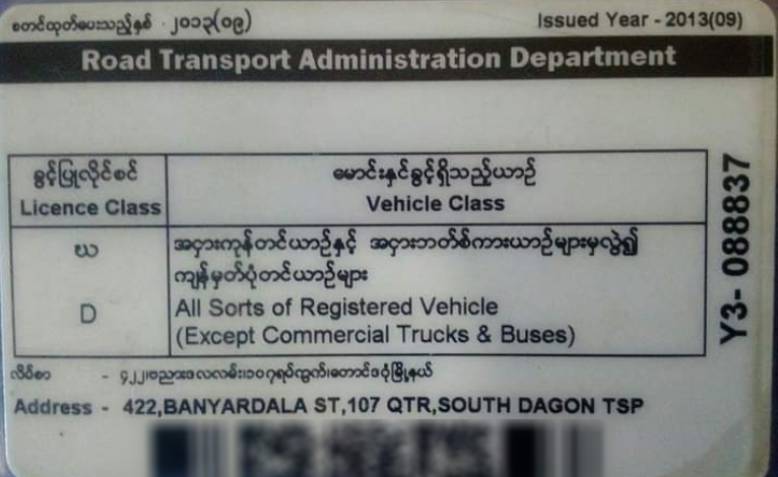 စတင်ထုတ်ပေးသည့်နှစ် - ၂၀၁၃(၀၉) Issued Year - 2013(09)
Road Transport Administration Department
ခွင့်ပြုလိုင်စင် မောင်းနှင်ခွင့်ရှိသည့်ယာဉ်
Licence Class Vehicle Class
ဃ အငှားကုန်တင်ယာဉ်နှင့် အငှားဘတ်စ်ကားယာဉ်များမှလွဲ၍
ကျန်မှတ်ပုံတင်ယာဉ်များ
D All Sorts of Registered Vehicle
(Except Commercial Trucks & Buses)
Y3- 088837
လိပ်စာ - ၄၂၂၊ဗညားဒလလမ်း၊၁၀၇ရပ်ကွက်၊တောင်ဒဂုံမြို့နယ်
Address - 422,BANYARDALA ST,107 QTR,SOUTH DAGON TSP